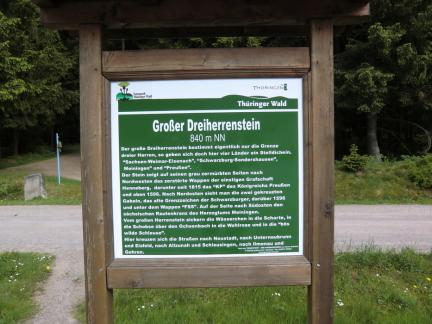 THÜRINGEN
Thüringer Wald
Großer Dreiherrenstein
840 m NN
Der große Dreiherrenstein bestimmt eigentlich nur die Grenze
dreier Herren, so geben sich doch hier vier Länder ein Stelldichein.
"Sachsen-Weimar-Eisenach", "Schwarzburg-Sondershausen",
Meiningen" und "Preußen".
Der Stein zeigt auf seinen grau vermörtelten Seiten nach
Nordwesten das zerstörte Wappen der einstigen Grafschaft
Henneberg, darunter seit 1815 das "KP" des Königreichs Preußen
und oben 1596. Nach Nordosten sieht man die zwei gekreuzten
Gabeln, das alte Grenzzeichen der Schwarzburger, darüber 1596
und unter dem Wappen "FSS". Auf der Seite nach Südosten den
sächsischen Rautenkranz des Herzogtums Meiningen.
Vom großen Herrenstein sickern die Wässerchen in die Schorte, in
die Schobse über den Ochsenbach in die Wohlrose und in die "bös
wilde Schleuse".
Hier kreuzen sich die Straßen nach Neustadt, nach Unterneubrunn
und Eisfeld, nach Allzunah und Schleusingen, nach Ilmenau und
Gehren.